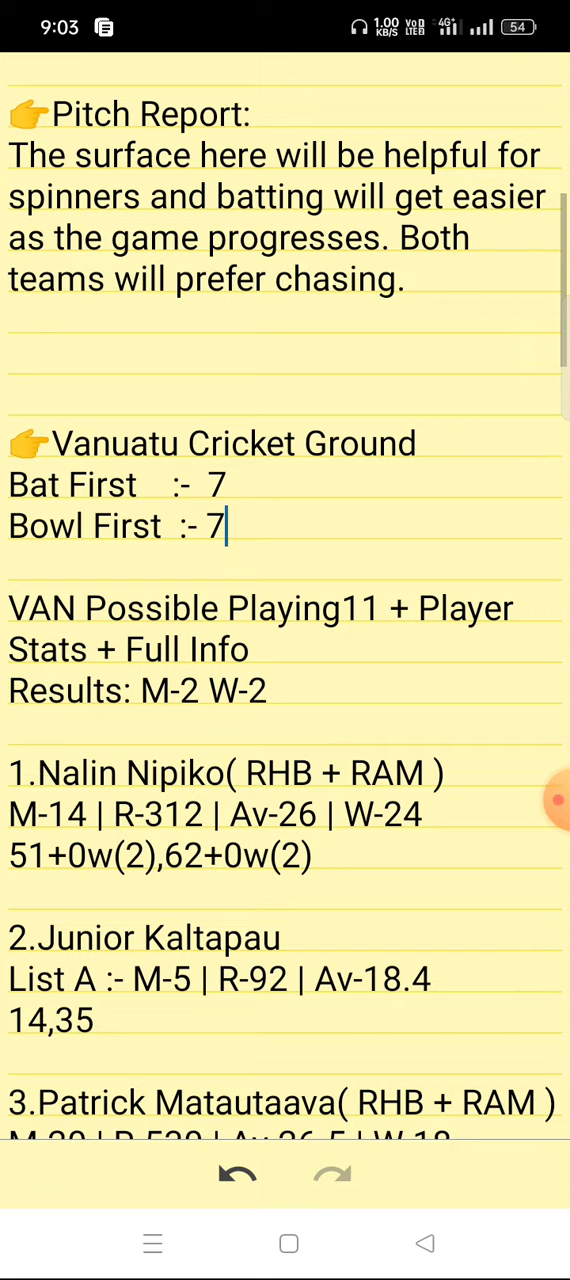 9:03
1.00 KB/S
VoD LTE2
4G+
54
👉Pitch Report:
The surface here will be helpful for
spinners and batting will get easier
as the game progresses. Both
teams will prefer chasing.
👉Vanuatu Cricket Ground
Bat First :- 7
Bowl First :- 7
VAN Possible Playing11 + Player
Stats + Full Info
Results: M-2 W-2
1.Nalin Nipiko( RHB + RAM )
M-14 | R-312 | Av-26 | W-24
51+0w(2),62+0w(2)
2.Junior Kaltapau
List A :- M-5 | R-92 | Av-18.4
14,35
3.Patrick Matautaava( RHB + RAM )